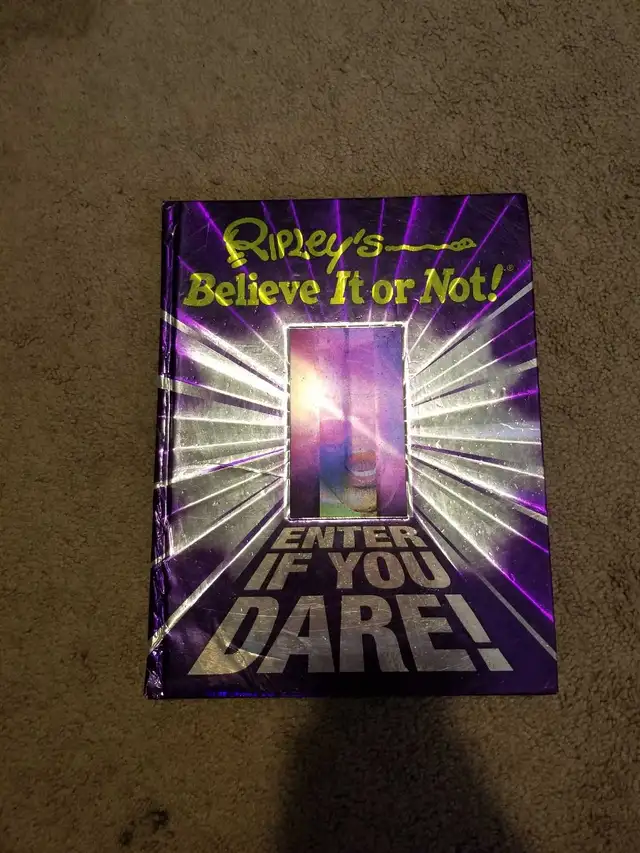 Ripley's
Believe It or Not!®
ENTER
IF YOU
DARE!